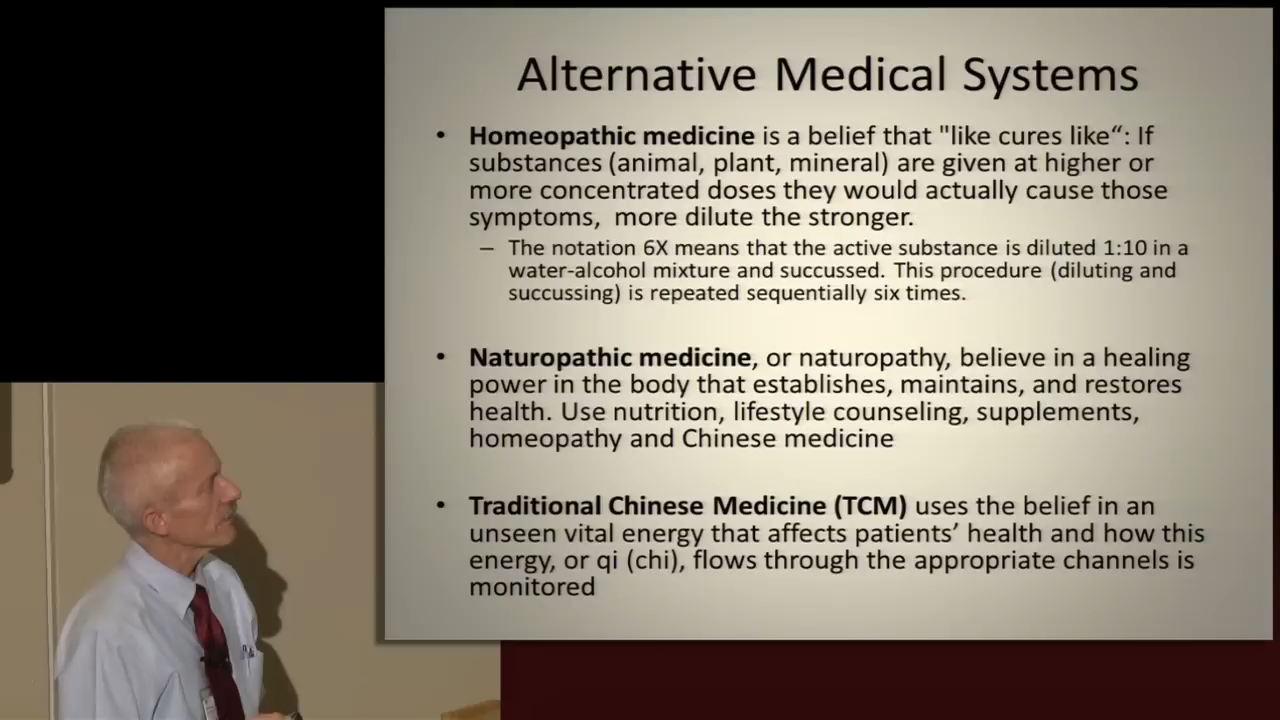 Alternative Medical Systems
• Homeopathic medicine is a belief that "like cures like“: If
substances (animal, plant, mineral) are given at higher or
more concentrated doses they would actually cause those
symptoms,  more dilute the stronger.
– The notation 6X means that the active substance is diluted 1:10 in a
water-alcohol mixture and succussed. This procedure (diluting and
succussing) is repeated sequentially six times.
• Naturopathic medicine, or naturopathy, believe in a healing
power in the body that establishes, maintains, and restores
health. Use nutrition, lifestyle counseling, supplements,
homeopathy and Chinese medicine
• Traditional Chinese Medicine (TCM) uses the belief in an
unseen vital energy that affects patients’ health and how this
energy, or qi (chi), flows through the appropriate channels is
monitored